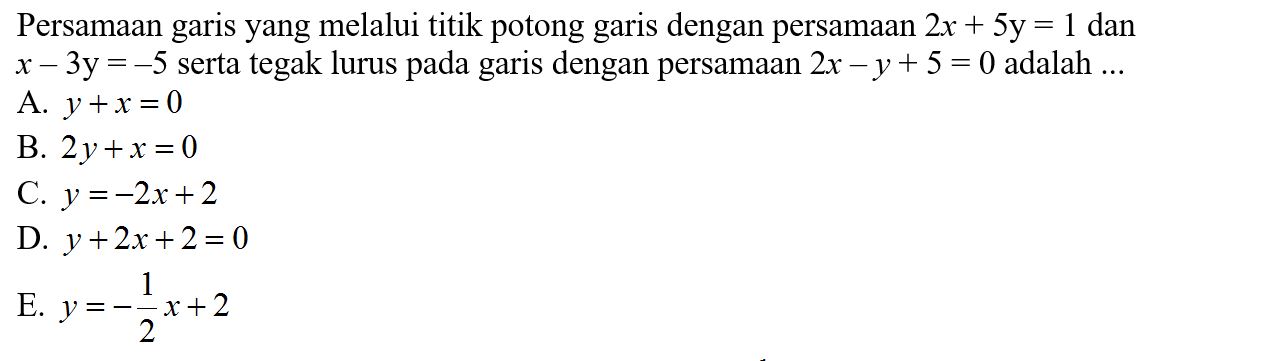 Persamaan garis yang melalui titik potong garis dengan persamaan 2x + 5y = 1 dan
x – 3y = –5 serta tegak lurus pada garis dengan persamaan 2x – y + 5 = 0 adalah ...
A. y + x = 0
B. 2y + x = 0
C. y = –2x + 2
D. y + 2x + 2 = 0
E. y = –1/2 x + 2